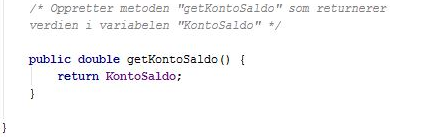 /* Oppretter metoden "getKontoSaldo" som returnerer
verdien i variabelen "KontoSaldo" */
public double getKontoSaldo() {
return KontoSaldo;
}
}